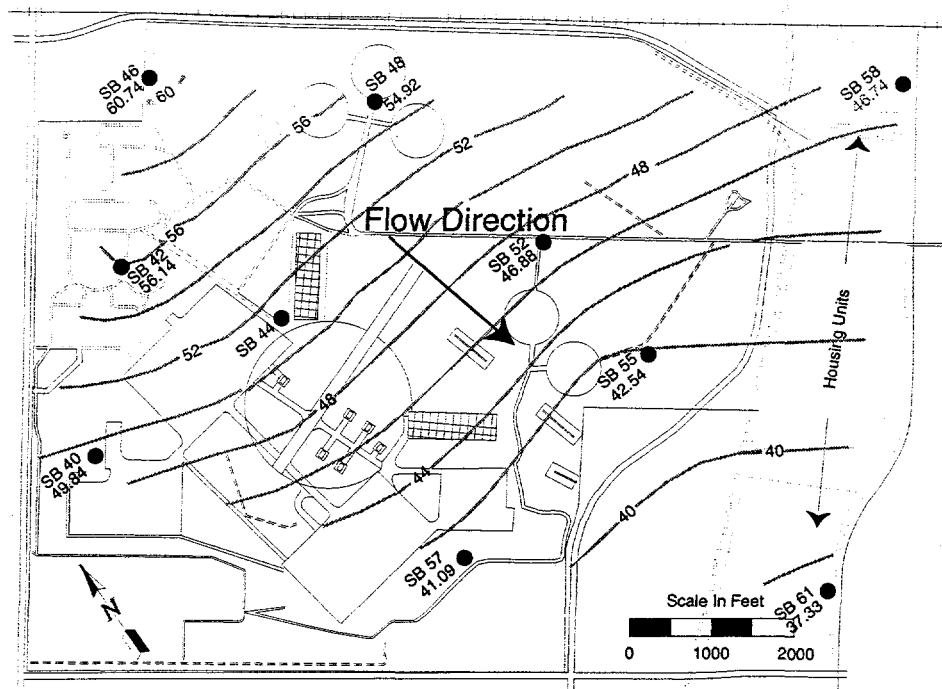 SB 46
60.74
60
SB 48
54.92
SB 58
46.74
56
52
48
Flow Direction
56
SB 42
56.14
SB 52
46.88
SB 44
Housing Units
52
SB 55
42.54
48
SB 40
49.84
44
40
40
SB 57
41.09
N
Scale In Feet
SB 61
37.33
0
1000
2000